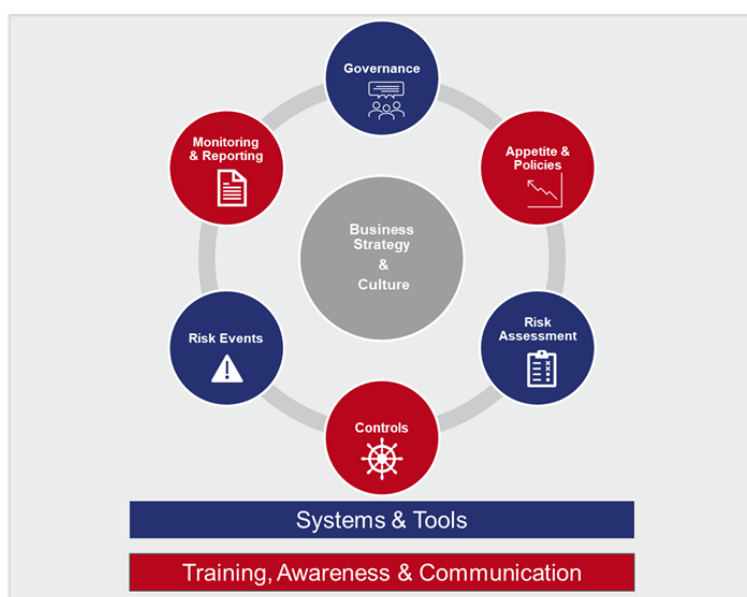 Governance
Appetite &
Policies
Risk
Assessment
Controls
Risk Events
Monitoring
& Reporting
Business
Strategy
&
Culture
Systems & Tools
Training, Awareness & Communication